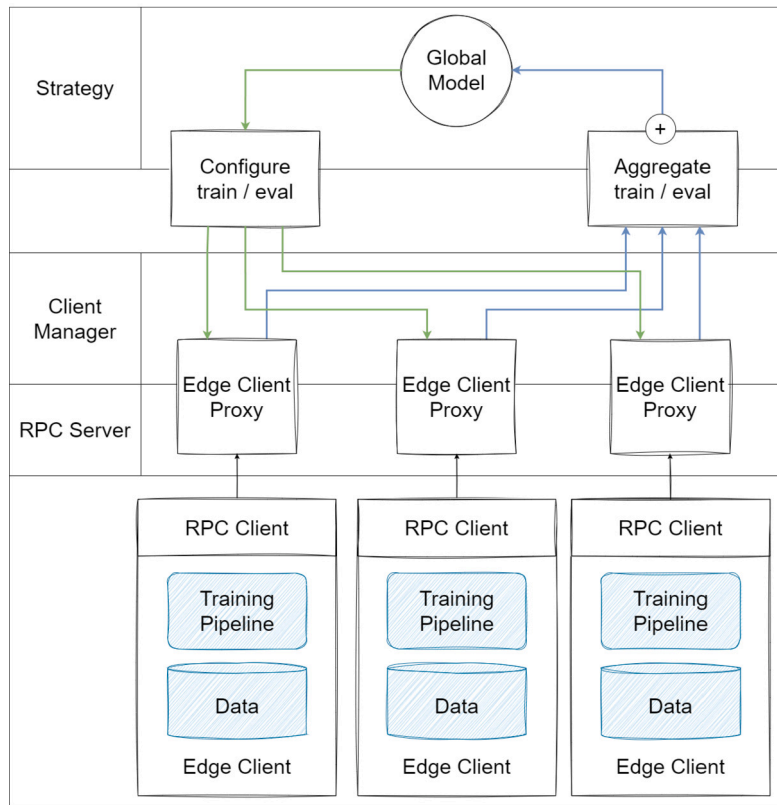 Global
Model
Strategy
+
Configure
train / eval
Aggregate
train / eval
Client
Manager
Edge Client
Proxy
Edge Client
Proxy
Edge Client
Proxy
RPC Server
RPC Client
RPC Client
RPC Client
Training
Pipeline
Training
Pipeline
Training
Pipeline
Data
Data
Data
Edge Client
Edge Client
Edge Client